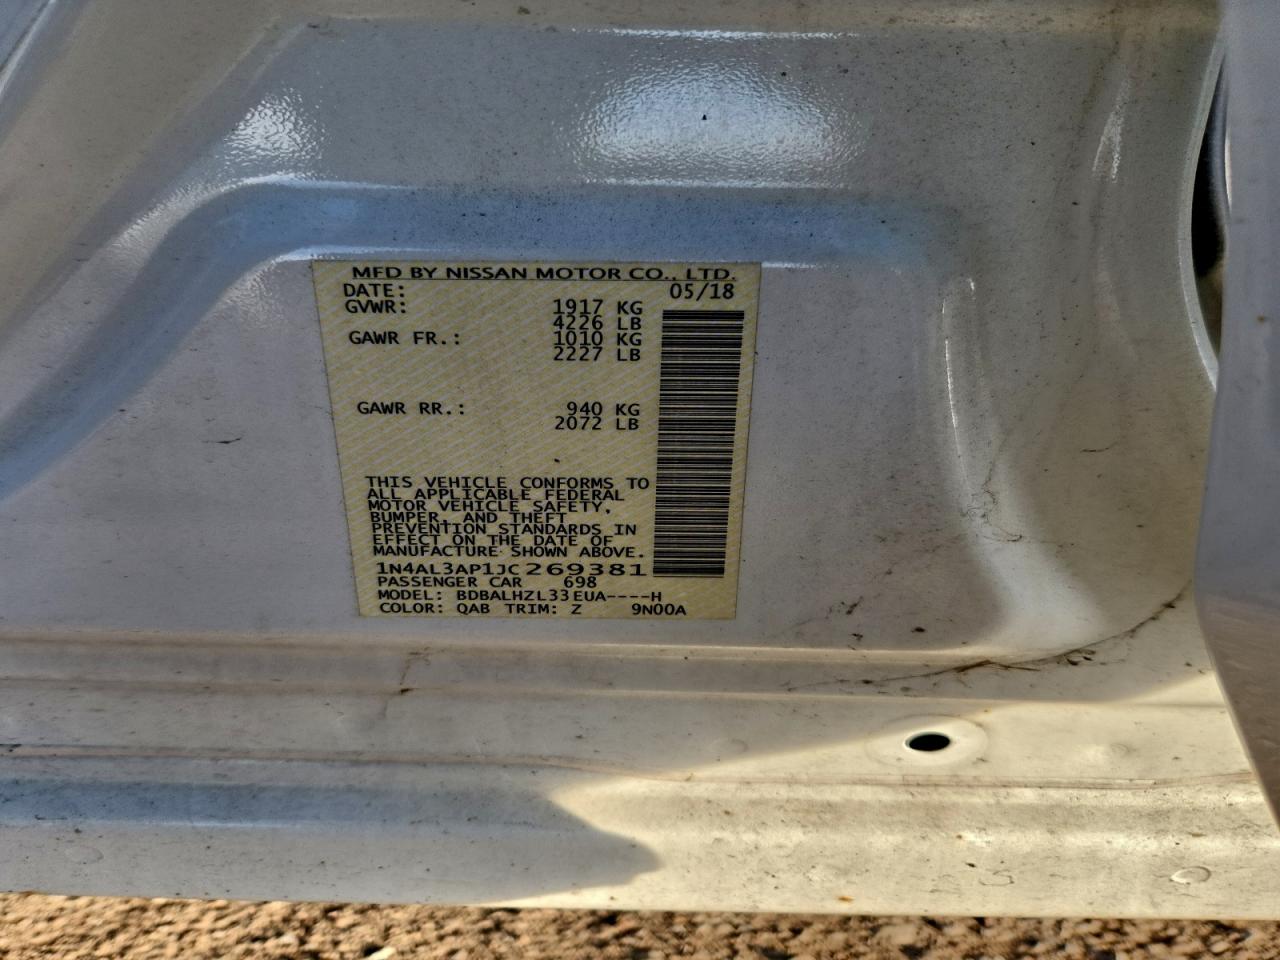 MFD BY NISSAN MOTOR CO., LTD.
DATE: 05/18
GVWR: 1917 KG
4226 LB
GAWR FR.: 1010 KG
2227 LB
GAWR RR.: 940 KG
2072 LB
THIS VEHICLE CONFORMS TO
ALL APPLICABLE FEDERAL
MOTOR VEHICLE SAFETY,
BUMPER, AND THEFT
PREVENTION STANDARDS IN
EFFECT ON THE DATE OF
MANUFACTURE SHOWN ABOVE.
1N4AL3AP1JC269381
PASSENGER CAR 698
MODEL: BDBALHZL33EUA----H
COLOR: QAB TRIM: Z 9N00A